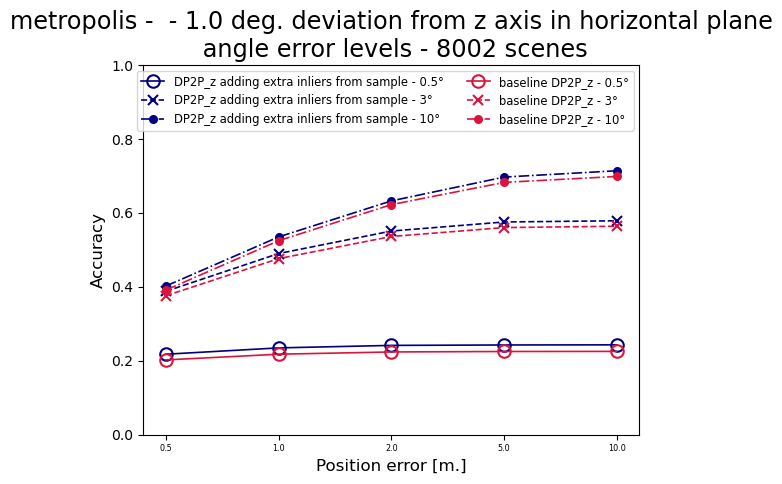 metropolis -  - 1.0 deg. deviation from z axis in horizontal plane
angle error levels - 8002 scenes
DP2P_z adding extra inliers from sample - 0.5°
DP2P_z adding extra inliers from sample - 3°
DP2P_z adding extra inliers from sample - 10°
baseline DP2P_z - 0.5°
baseline DP2P_z - 3°
baseline DP2P_z - 10°
Accuracy
1.0
0.8
0.6
0.4
0.2
0.0
0.5 1.0 2.0 5.0 10.0
Position error [m.]